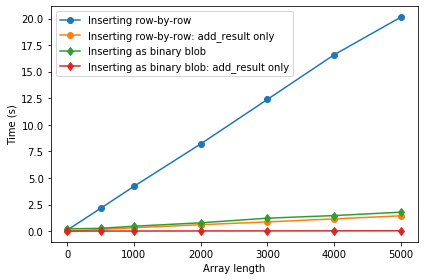 Inserting row-by-row
Inserting row-by-row: add_result only
Inserting as binary blob
Inserting as binary blob: add_result only
20.0
17.5
15.0
12.5
10.0
7.5
5.0
2.5
0.0
Time (s)
0 1000 2000 3000 4000 5000
Array length